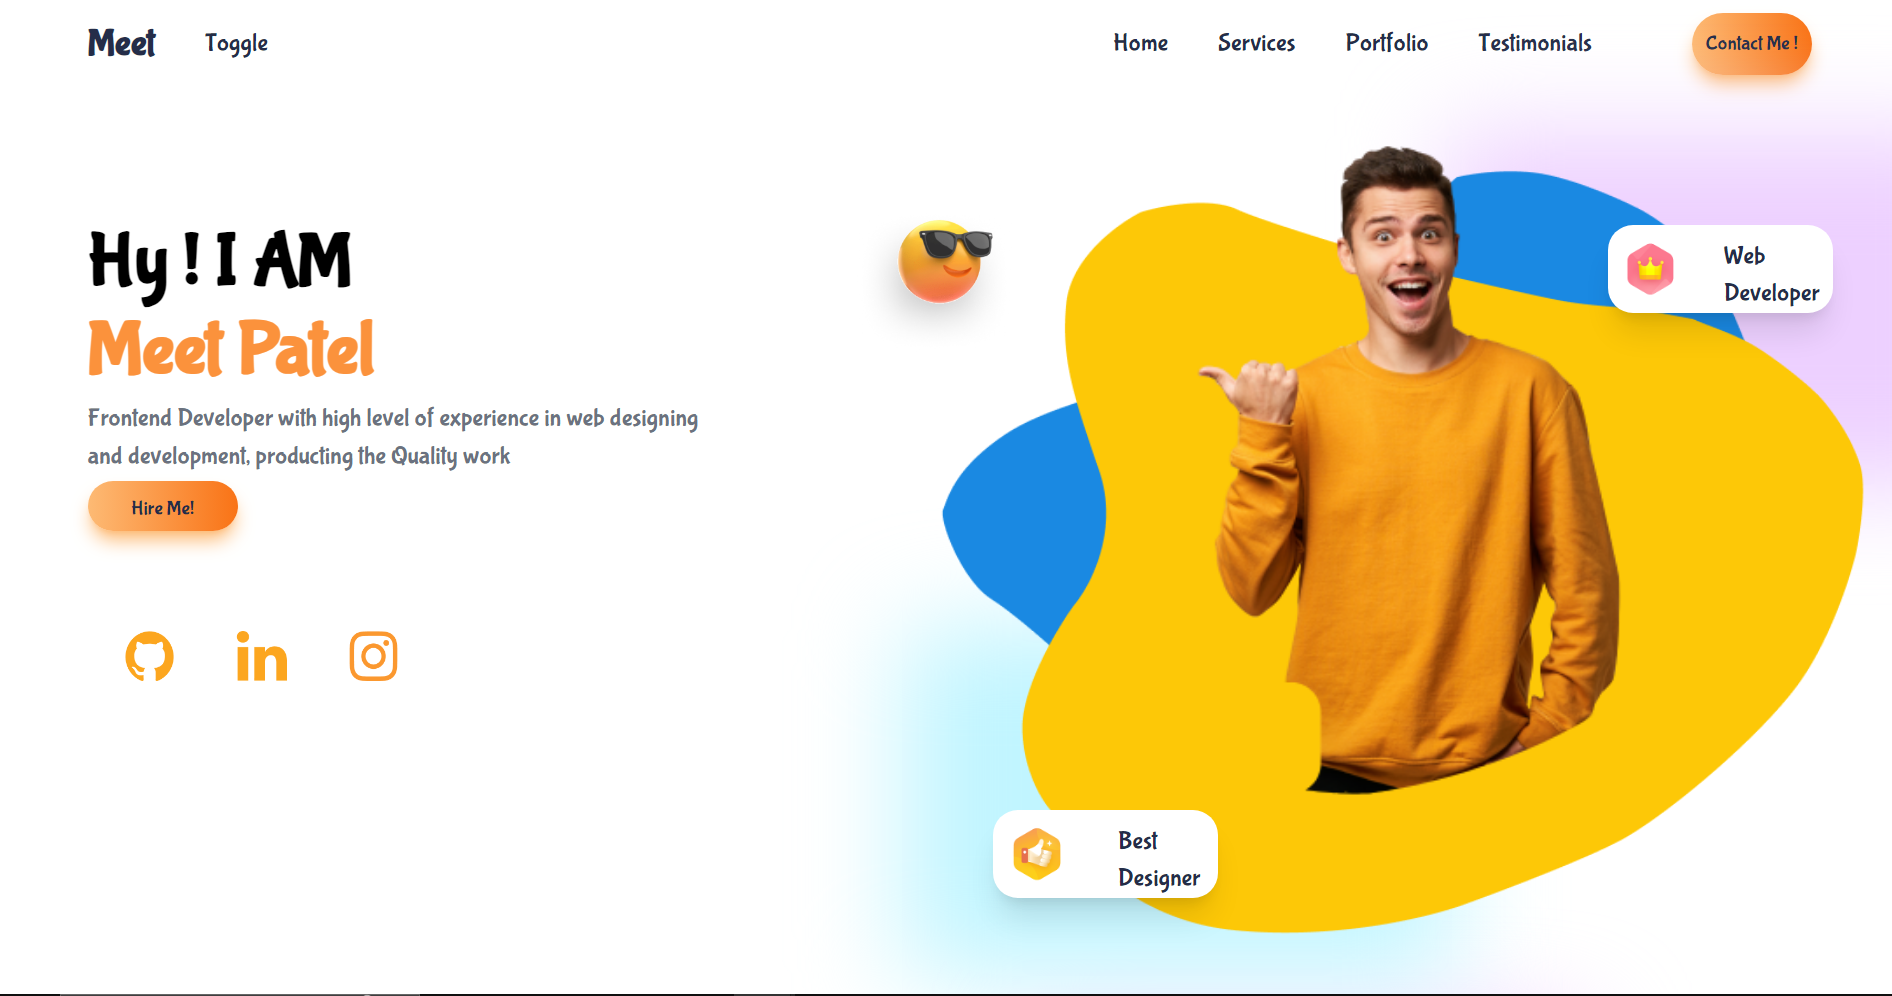 Meet
Toggle
Home
Services
Portfolio
Testimonials
Contact Me !
Hy ! I AM
Meet Patel
Frontend Developer with high level of experience in web designing
and development, producting the Quality work
Hire Me!
in
Web
Developer
Best
Designer